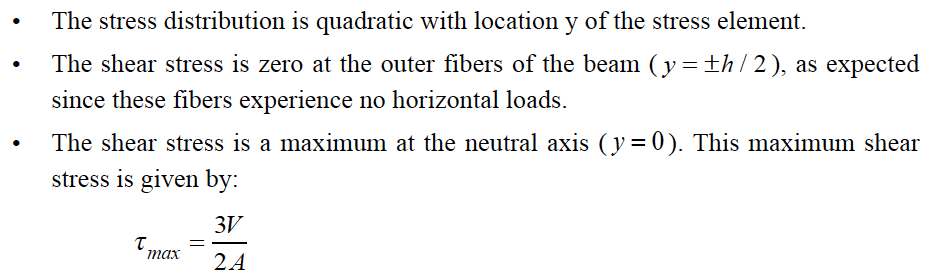 • The stress distribution is quadratic with location y of the stress element.
• The shear stress is zero at the outer fibers of the beam ( y = ±h / 2 ), as expected
since these fibers experience no horizontal loads.
• The shear stress is a maximum at the neutral axis ( y = 0 ). This maximum shear
stress is given by:
τmax = 3V / 2A